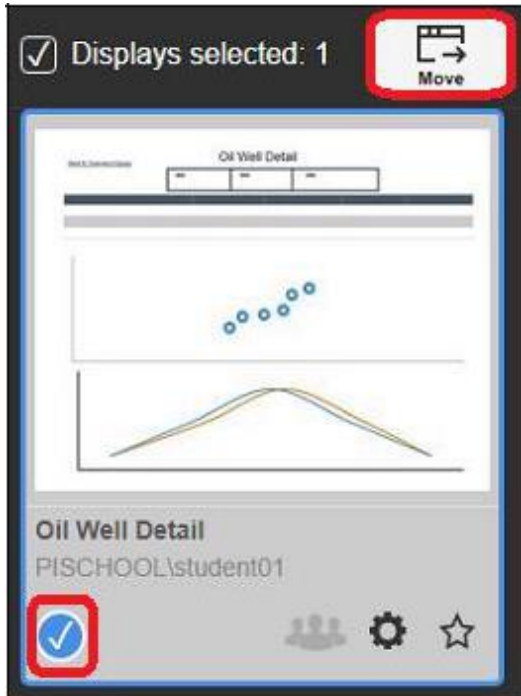 Displays selected: 1
Move
Oil Well Detail
Oil Well Detail
PISCHOOL\student01